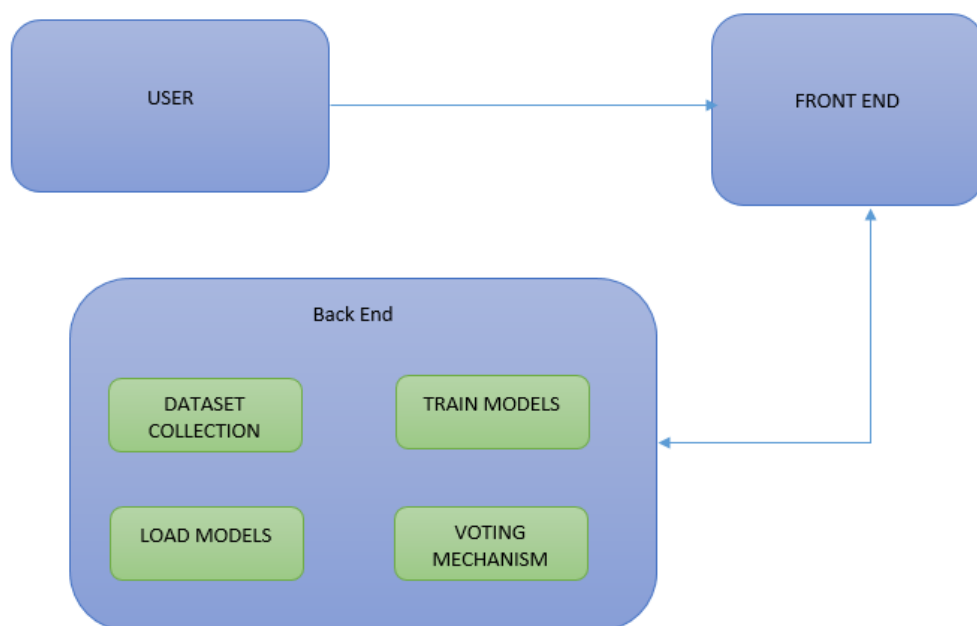 USER
FRONT END
Back End
DATASET
COLLECTION
TRAIN MODELS
LOAD MODELS
VOTING
MECHANISM